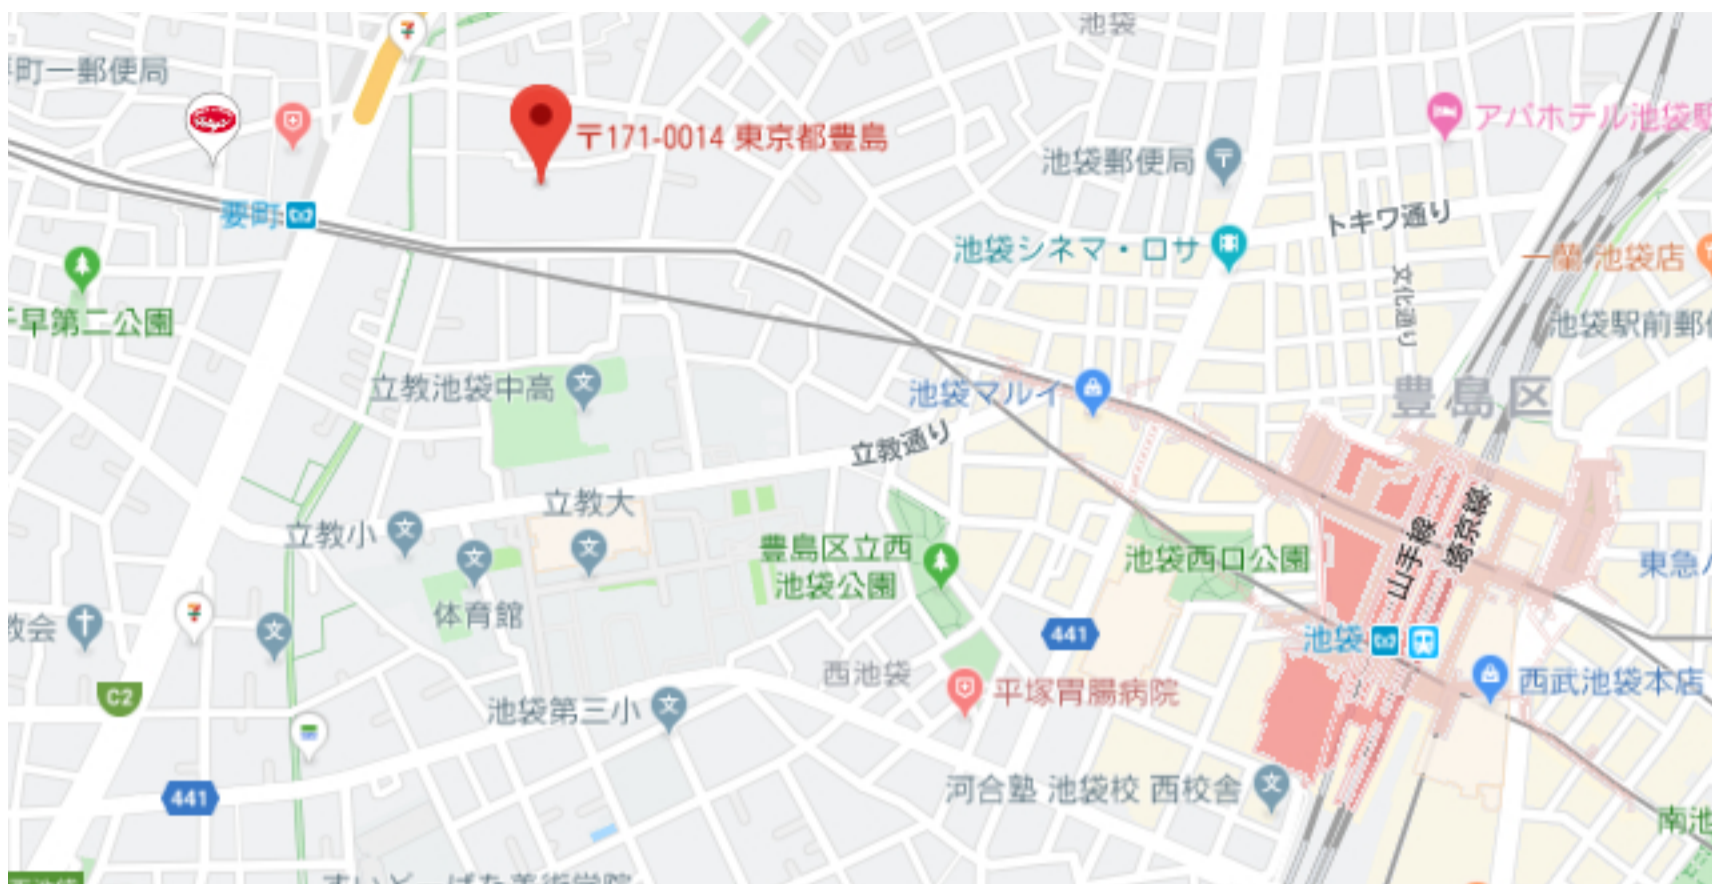 池袋
町一郵便局
〒171-0014 東京都豊島
アパホテル池袋駅
池袋郵便局
要町
トキワ通り
池袋シネマ・ロサ
一蘭 池袋店
文化通り
千早第二公園
池袋駅前郵便
立教池袋中高
池袋マルイ
豊島区
立教通り
立教大
立教小
山手線
埼京線
豊島区立西
池袋公園
池袋西口公園
東急ハ
体育館
教会
441
池袋
西池袋
平塚胃腸病院
西武池袋本店
C2
池袋第三小
河合塾 池袋校 西校舎
441
南池